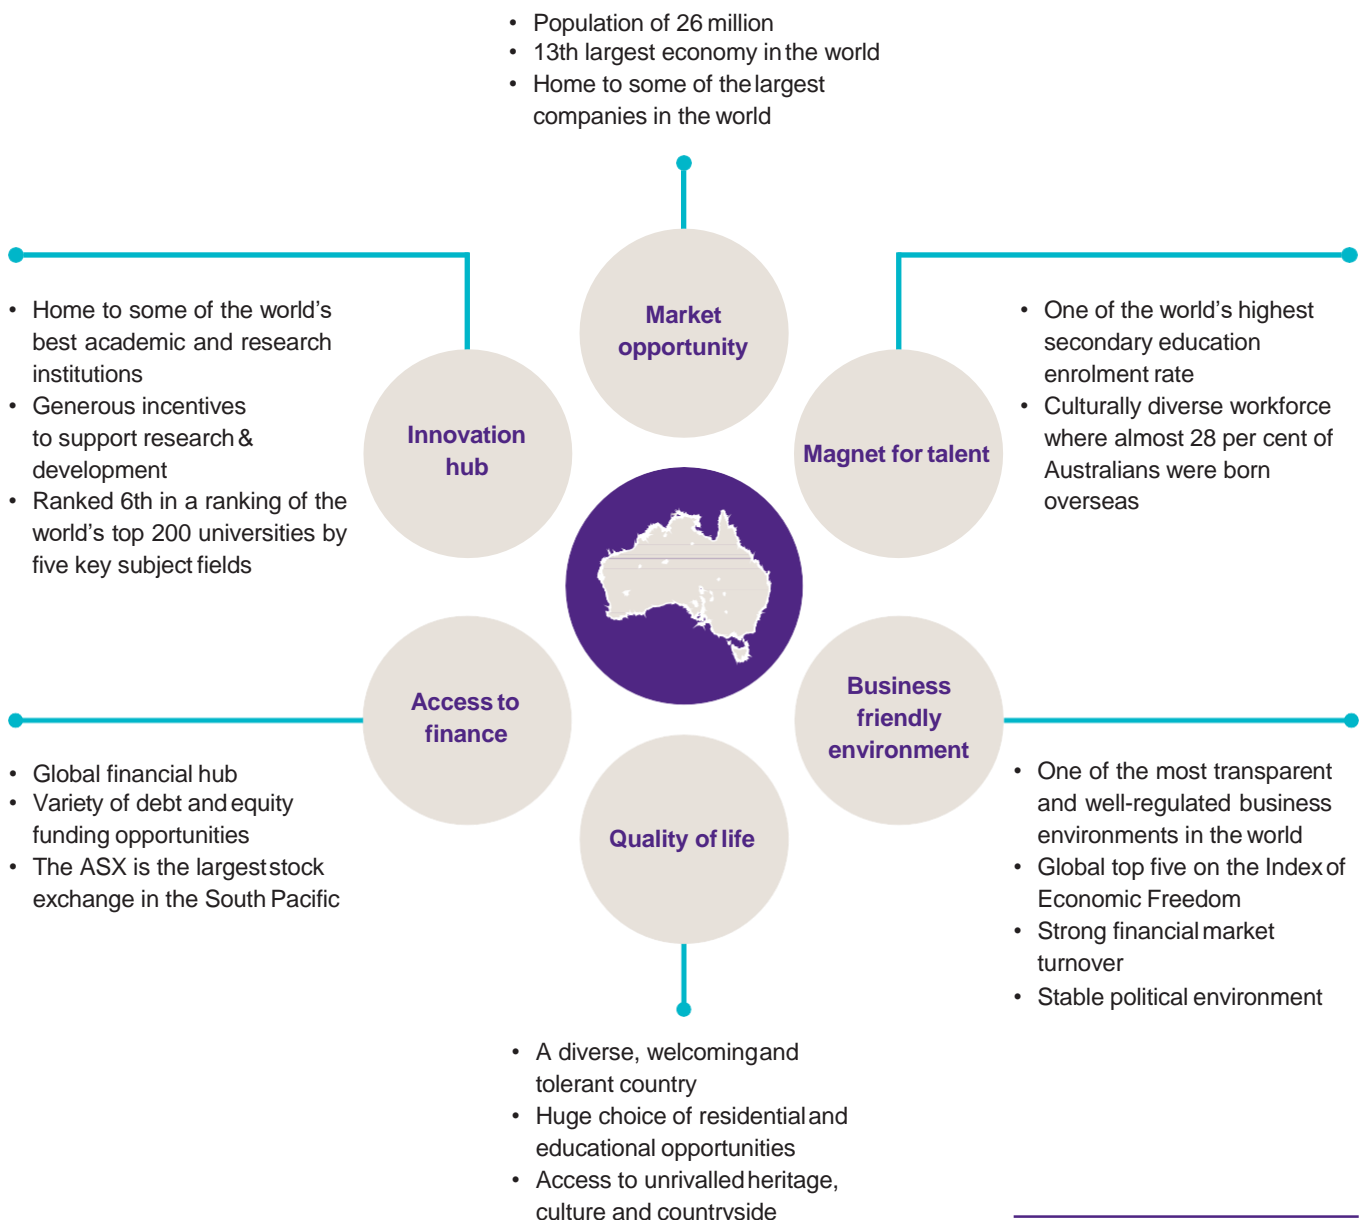 • Population of 26 million
• 13th largest economy in the world
• Home to some of the largest
companies in the world
Market
opportunity
• Home to some of the world's
best academic and research
institutions
• Generous incentives
to support research &
development
• Ranked 6th in a ranking of the
world's top 200 universities by
five key subject fields
Innovation
hub
Magnet for talent
• One of the world's highest
secondary education
enrolment rate
• Culturally diverse workforce
where almost 28 per cent of
Australians were born
overseas
Access to
finance
• Global financial hub
• Variety of debt and equity
funding opportunities
• The ASX is the largest stock
exchange in the South Pacific
Business
friendly
environment
• One of the most transparent
and well-regulated business
environments in the world
• Global top five on the Index of
Economic Freedom
• Strong financial market
turnover
• Stable political environment
Quality of life
• A diverse, welcoming and
tolerant country
• Huge choice of residential and
educational opportunities
• Access to unrivalled heritage,
culture and countryside